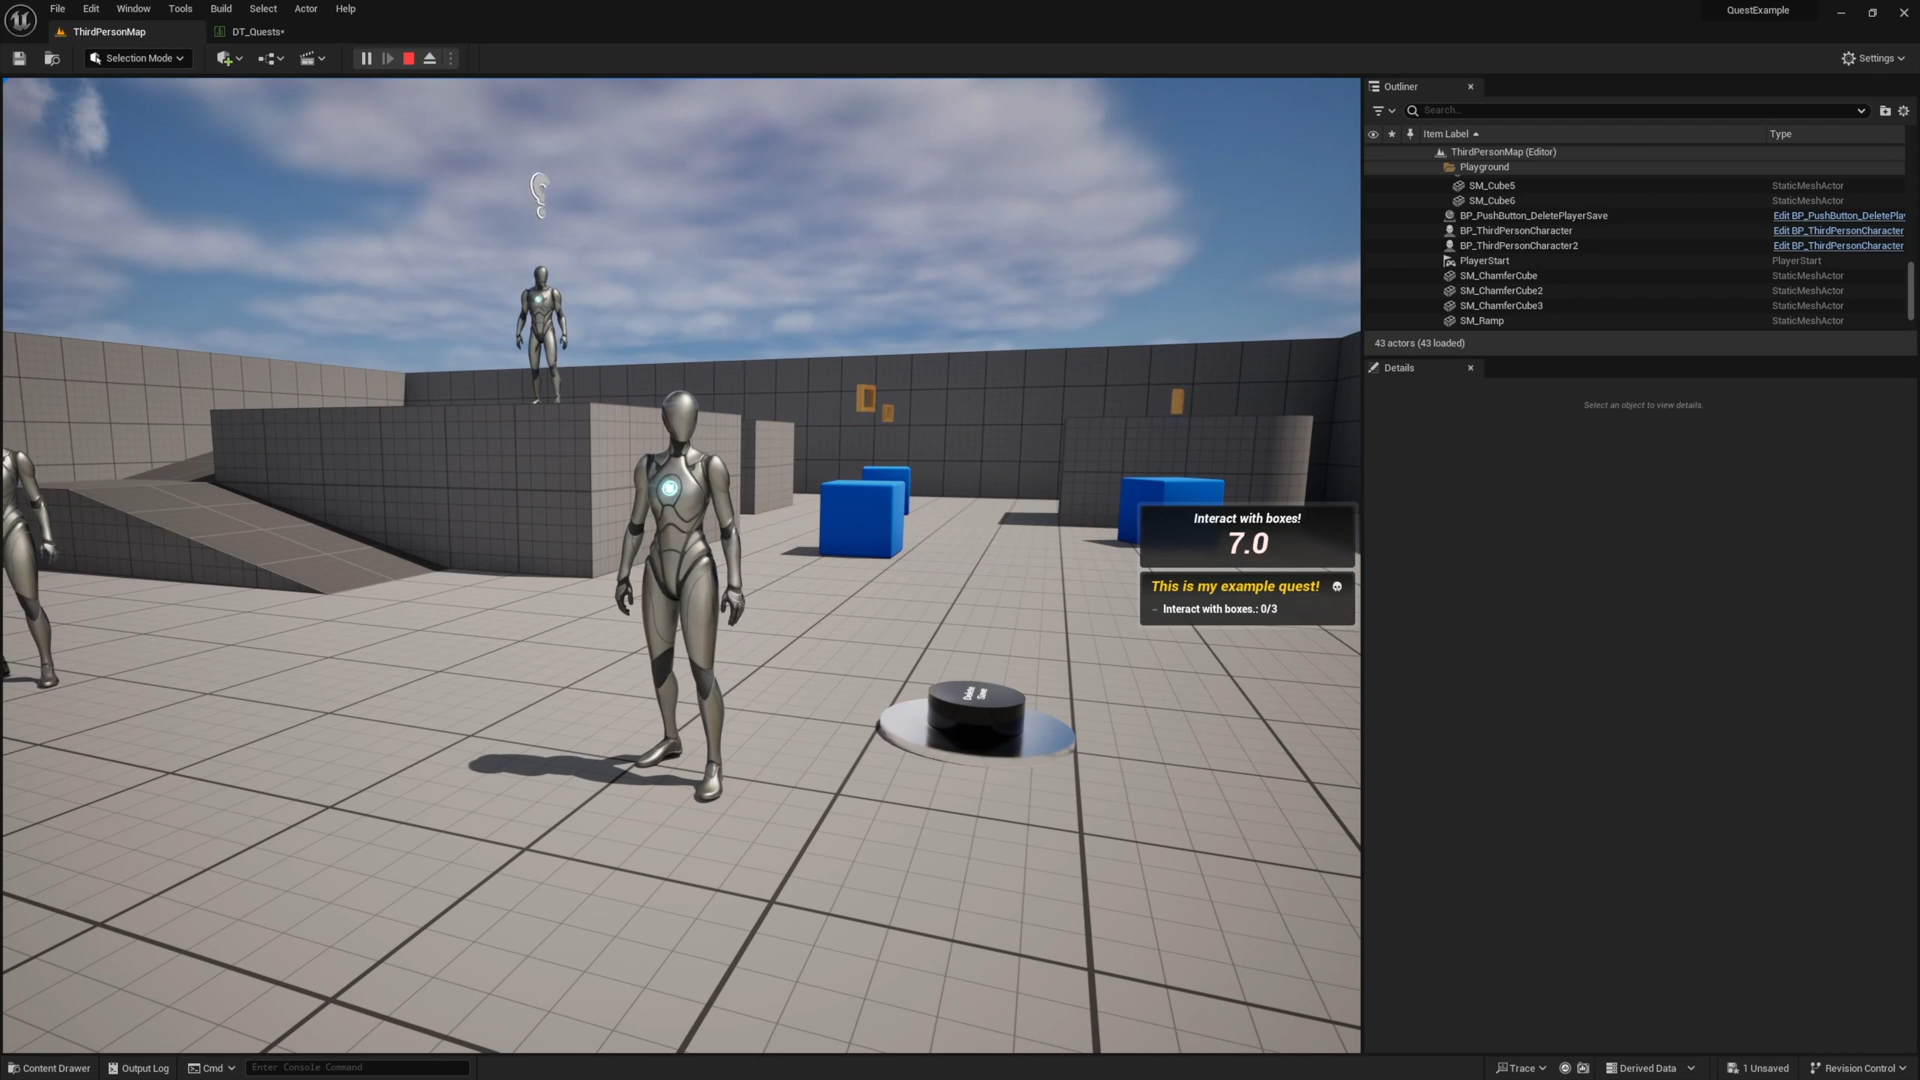 File Edit Window Tools Build Select Actor Help
QuestExample
ThirdPersonMap
DT_Quests*
Selection Mode
Settings
Outliner
Search...
Item Label
Type
ThirdPersonMap (Editor)
Playground
SM_Cube5 StaticMeshActor
SM_Cube6 StaticMeshActor
BP_PushButton_DeletePlayerSave Edit BP_PushButton_DeletePla
BP_ThirdPersonCharacter Edit BP_ThirdPersonCharacter
BP_ThirdPersonCharacter2 Edit BP_ThirdPersonCharacter
PlayerStart PlayerStart
SM_ChamferCube StaticMeshActor
SM_ChamferCube2 StaticMeshActor
SM_ChamferCube3 StaticMeshActor
SM_Ramp StaticMeshActor
43 actors (43 loaded)
Details
Select an object to view details.
?
Interact with boxes!
7.0
This is my example quest!
– Interact with boxes.: 0/3
Delete
Save
Content Drawer
Output Log
Cmd
Enter Console Command
Trace
Derived Data
1 Unsaved
Revision Control